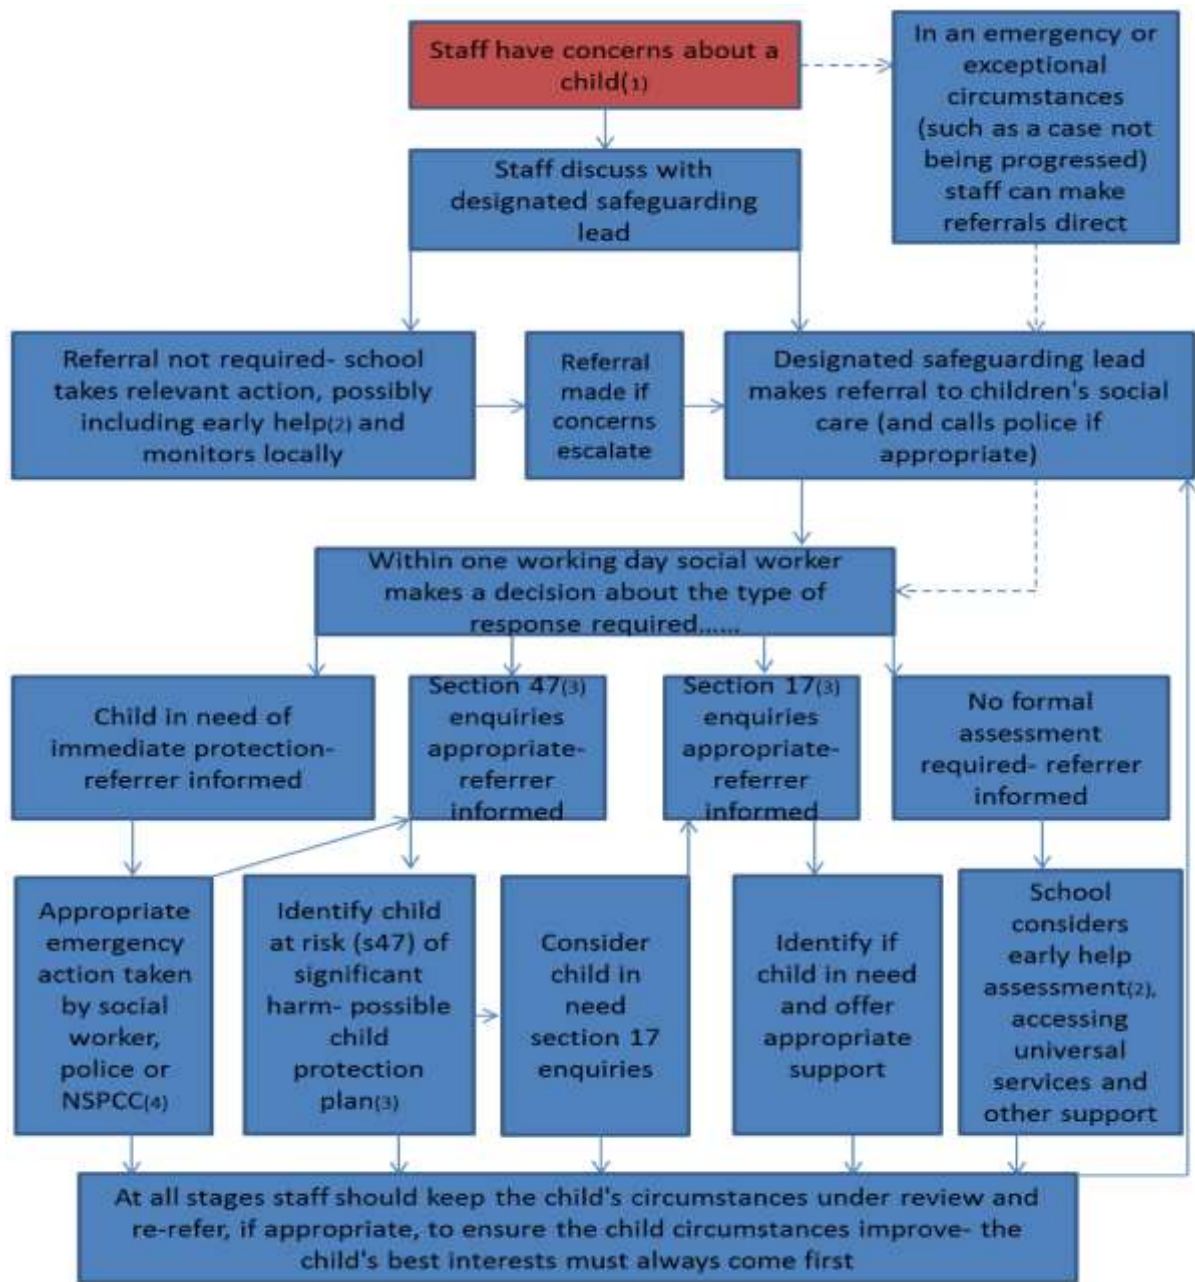 Staff have concerns about a
child(1)
In an emergency or
exceptional
circumstances
(such as a case not
being progressed)
staff can make
referrals direct
Staff discuss with
designated safeguarding
lead
Referral not required- school
takes relevant action, possibly
including early help(2) and
monitors locally
Referral
made if
concerns
escalate
Designated safeguarding lead
makes referral to children's social
care (and calls police if
appropriate)
Within one working day social worker
makes a decision about the type of
response required......
Child in need of
immediate protection-
referrer informed
Section 47(3)
enquiries
appropriate-
referrer
informed
Section 17(3)
enquiries
appropriate-
referrer
informed
No formal
assessment
required- referrer
informed
Appropriate
emergency
action taken
by social
worker,
police or
NSPCC(4)
Identify child
at risk (s47) of
significant
harm- possible
child
protection
plan(3)
Consider
child in
need
section 17
enquiries
Identify if
child in need
and offer
appropriate
support
School
considers
early help
assessment(2),
accessing
universal
services and
other support
At all stages staff should keep the child's circumstances under review and
re-refer, if appropriate, to ensure the child circumstances improve- the
child's best interests must always come first